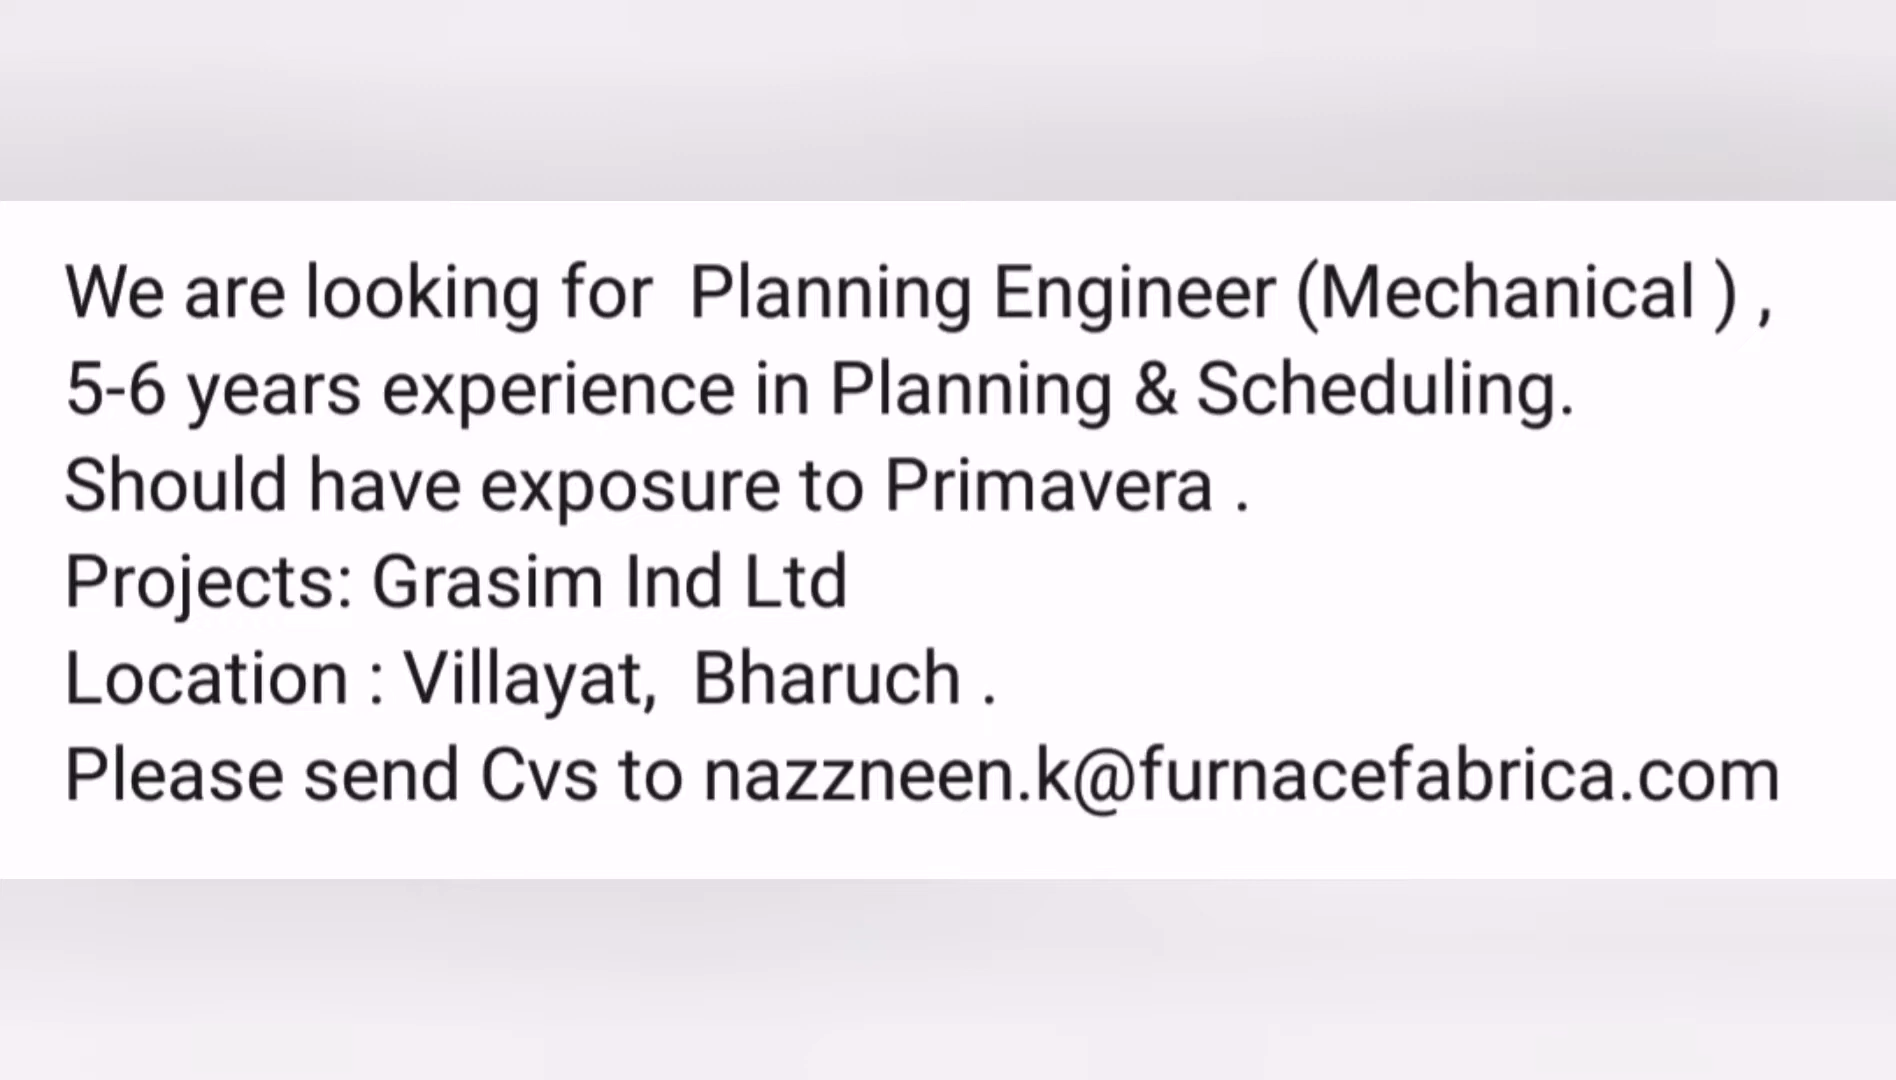 We are looking for  Planning Engineer (Mechanical ) ,
5-6 years experience in Planning & Scheduling.
Should have exposure to Primavera .
Projects: Grasim Ind Ltd
Location : Villayat,  Bharuch .
Please send Cvs to nazzneen.k@furnacefabrica.com